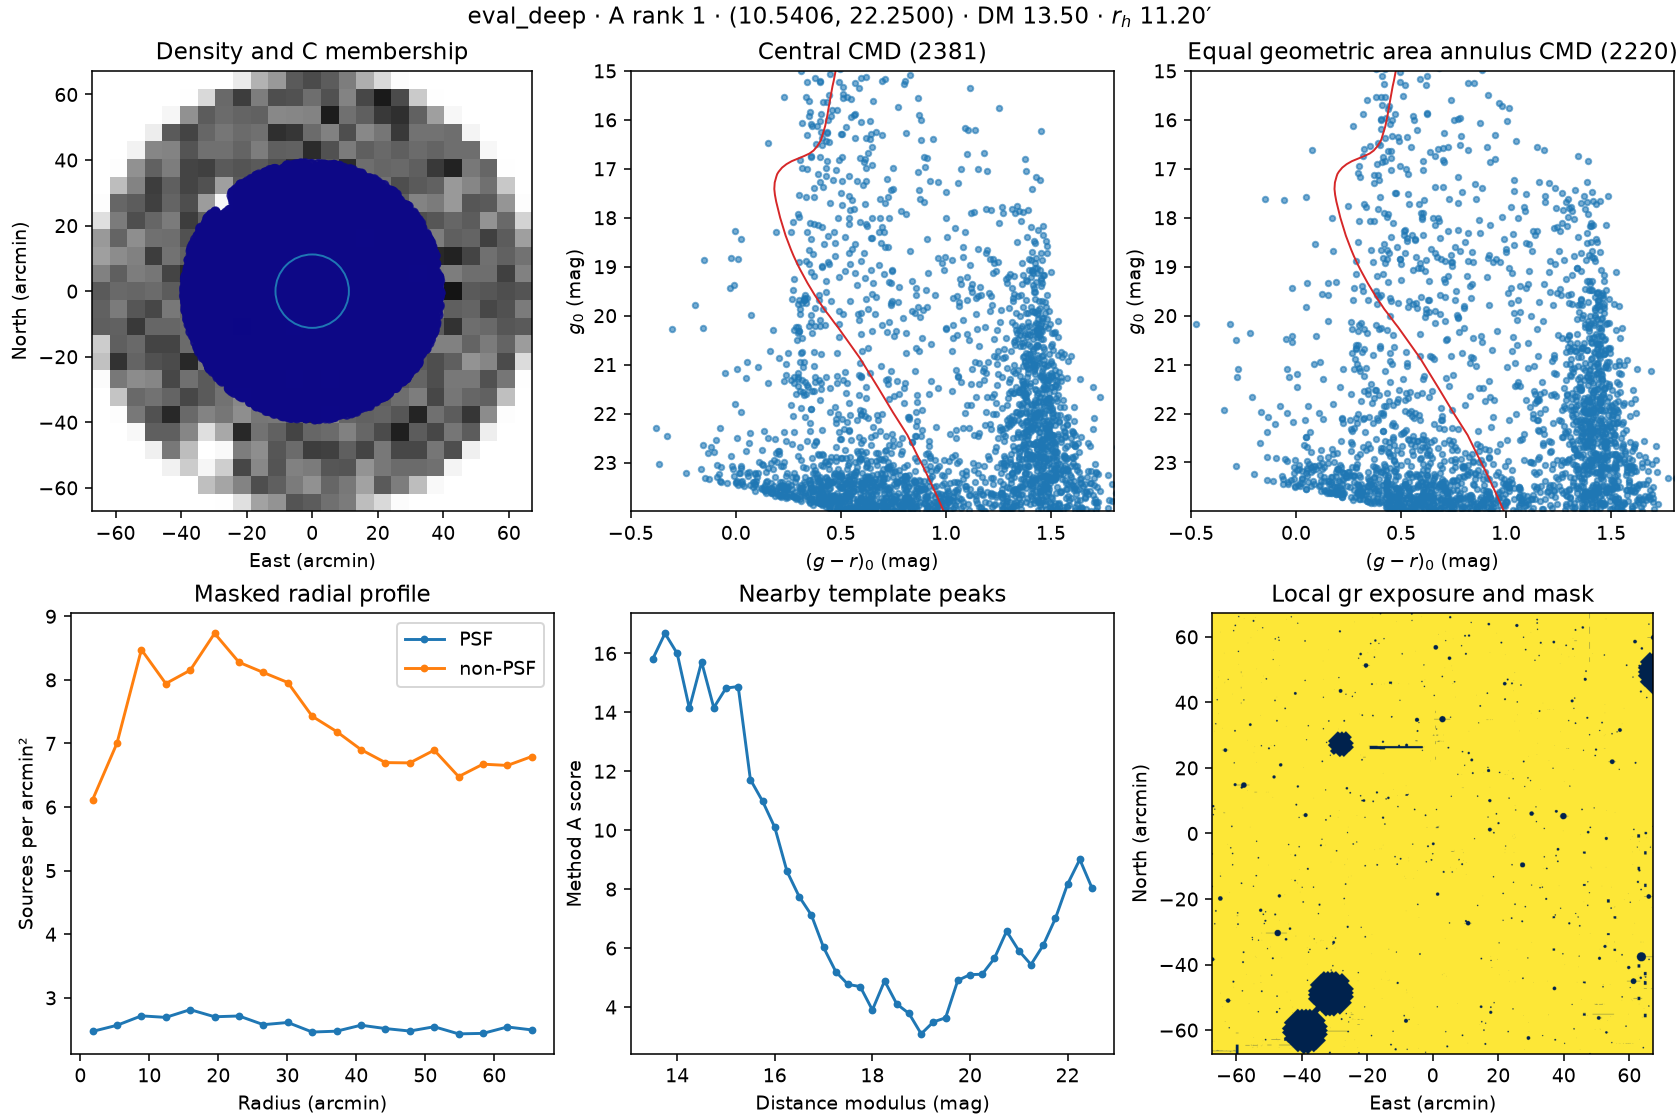 eval_deep · A rank 1 · (10.5406, 22.2500) · DM 13.50 · r_h 11.20′
Density and C membership
60
40
20
0
−20
−40
−60
North (arcmin)
−60 −40 −20 0 20 40 60
East (arcmin)
Central CMD (2381)
15
16
17
18
19
20
21
22
23
g₀ (mag)
−0.5 0.0 0.5 1.0 1.5
(g − r)₀ (mag)
Equal geometric area annulus CMD (2220)
15
16
17
18
19
20
21
22
23
g₀ (mag)
−0.5 0.0 0.5 1.0 1.5
(g − r)₀ (mag)
Masked radial profile
PSF
non-PSF
9
8
7
6
5
4
3
Sources per arcmin²
0 10 20 30 40 50 60
Radius (arcmin)
Nearby template peaks
16
14
12
10
8
6
4
Method A score
14 16 18 20 22
Distance modulus (mag)
Local gr exposure and mask
60
40
20
0
−20
−40
−60
North (arcmin)
−60 −40 −20 0 20 40 60
East (arcmin)